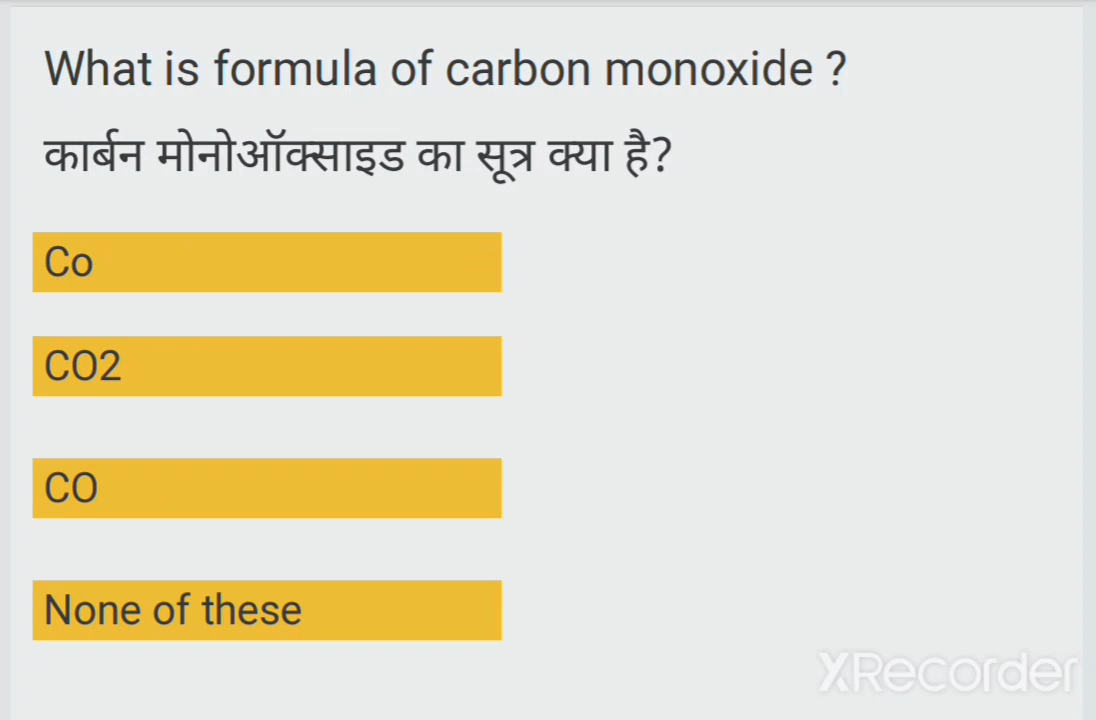 What is formula of carbon monoxide ?
कार्बन मोनोऑक्साइड का सूत्र क्या है?
Co
CO2
CO
None of these
XRecorder